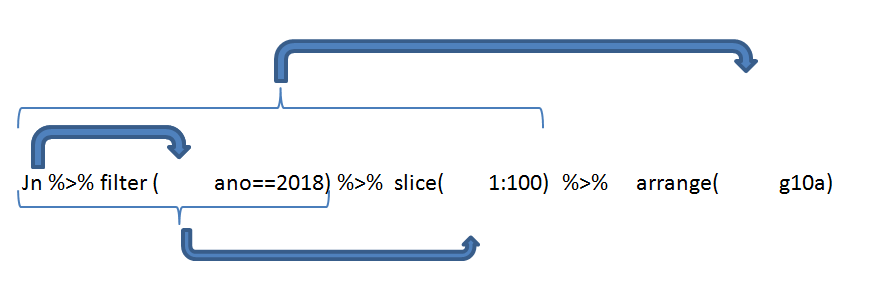 Jn %>% filter ( ano==2018) %>% slice( 1:100) %>% arrange( g10a)